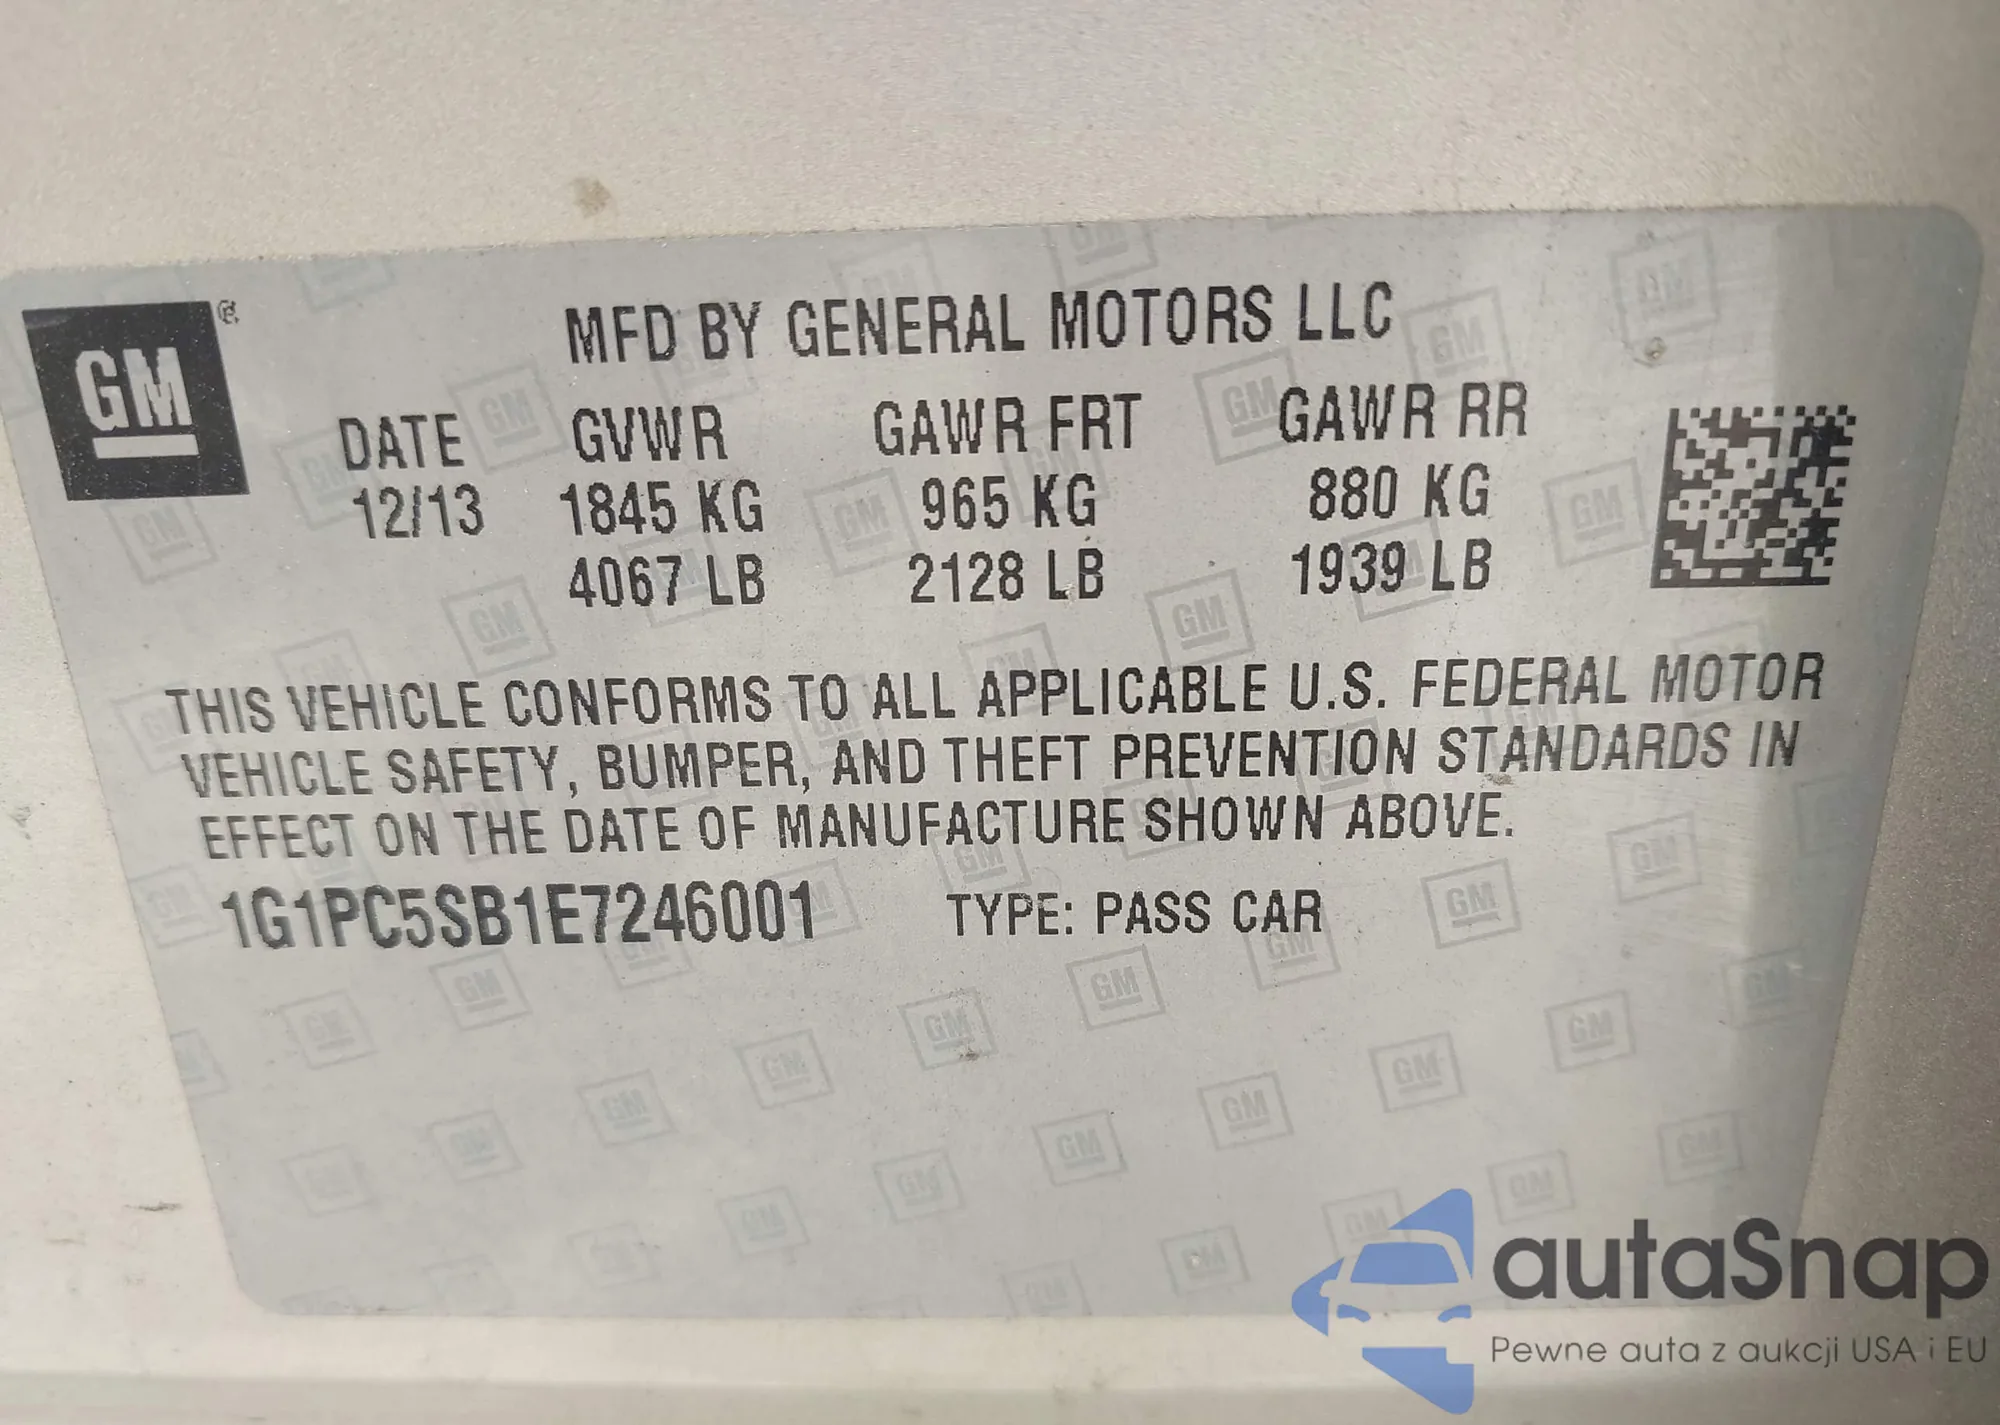 GM
MFD BY GENERAL MOTORS LLC
DATE GVWR GAWR FRT GAWR RR
12/13 1845 KG 965 KG 880 KG
4067 LB 2128 LB 1939 LB
THIS VEHICLE CONFORMS TO ALL APPLICABLE U.S. FEDERAL MOTOR
VEHICLE SAFETY, BUMPER, AND THEFT PREVENTION STANDARDS IN
EFFECT ON THE DATE OF MANUFACTURE SHOWN ABOVE.
1G1PC5SB1E7246001 TYPE: PASS CAR
autaSnap
Pewne auta z aukcji USA i EU